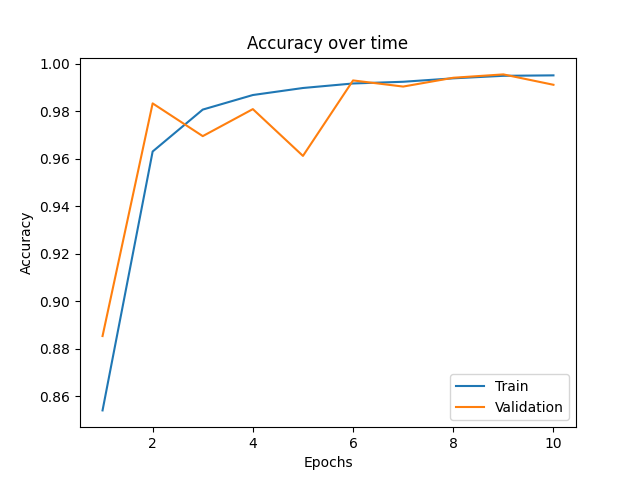 Accuracy over time
1.00
0.98
0.96
0.94
0.92
0.90
0.88
0.86
Accuracy
Train
Validation
2 4 6 8 10
Epochs